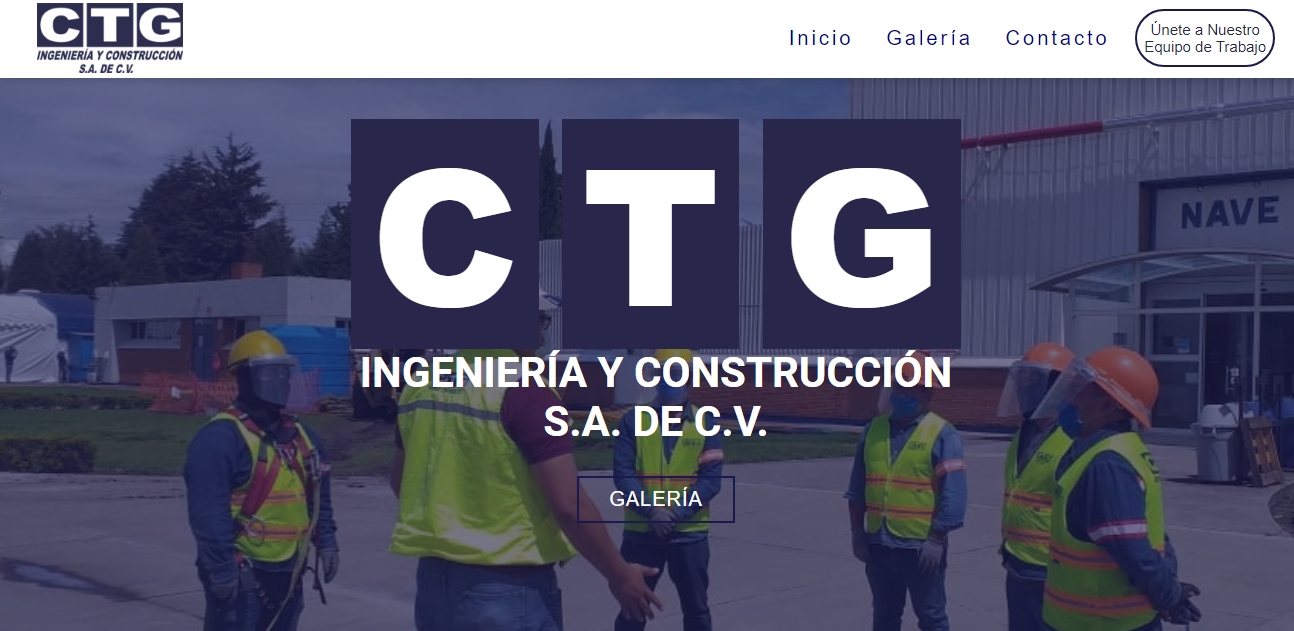 CTG
INGENIERÍA Y CONSTRUCCIÓN
S.A. DE C.V.
Inicio
Galería
Contacto
Únete a Nuestro
Equipo de Trabajo
CTG
INGENIERÍA Y CONSTRUCCIÓN
S.A. DE C.V.
GALERÍA
NAVE